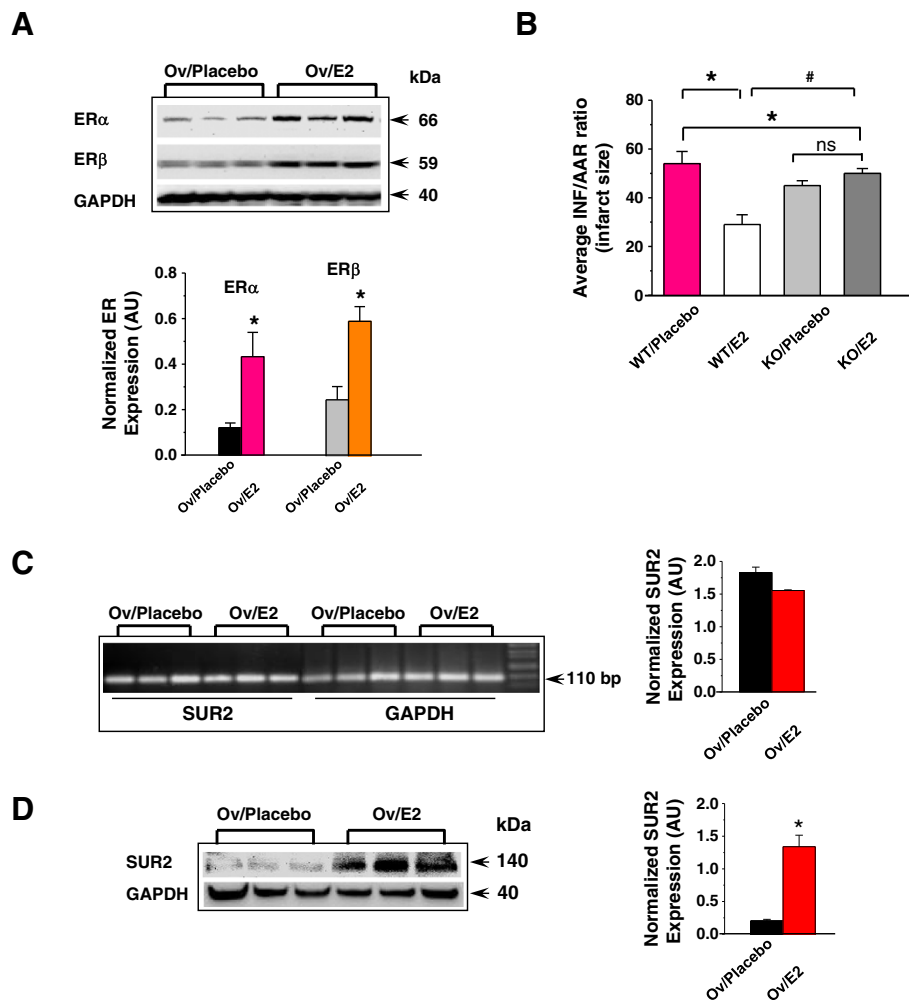 A
Ov/Placebo
Ov/E2
kDa
ERα
66
ERβ
59
GAPDH
40
Normalized ER
Expression (AU)
0.8
0.6
0.4
0.2
0.0
ERα
ERβ
*
*
Ov/Placebo
Ov/E2
Ov/Placebo
Ov/E2
B
Average INF/AAR ratio
(infarct size)
80
60
40
20
0
*
#
*
ns
WT/Placebo
WT/E2
KO/Placebo
KO/E2
C
Ov/Placebo
Ov/E2
Ov/Placebo
Ov/E2
110 bp
SUR2
GAPDH
Normalized SUR2
Expression (AU)
2.0
1.5
1.0
0.5
0.0
Ov/Placebo
Ov/E2
D
Ov/Placebo
Ov/E2
kDa
SUR2
140
GAPDH
40
Normalized SUR2
Expression (AU)
2.0
1.5
1.0
0.5
0.0
*
Ov/Placebo
Ov/E2